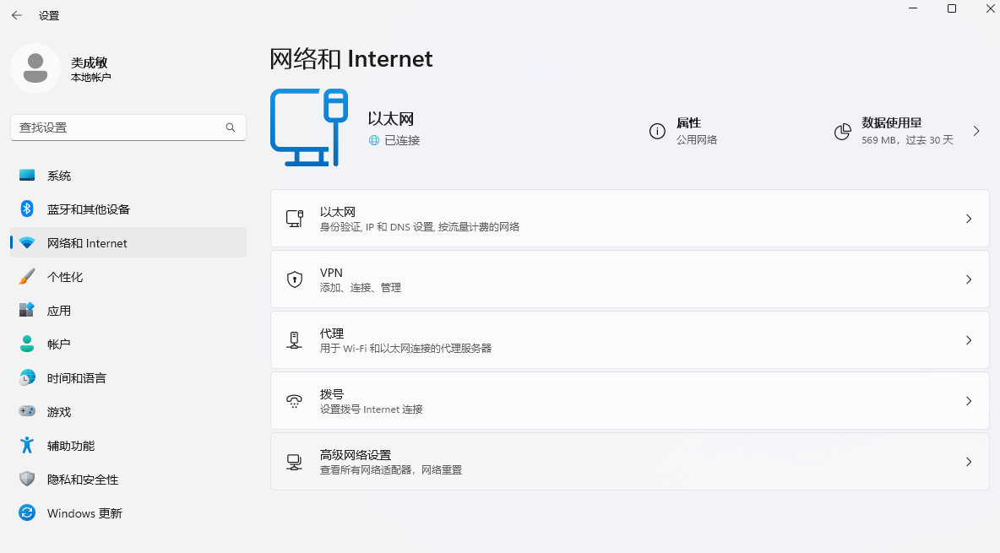 设置
类成敏
本地帐户
查找设置
系统
蓝牙和其他设备
网络和 Internet
个性化
应用
帐户
时间和语言
游戏
辅助功能
隐私和安全性
Windows 更新
网络和 Internet
以太网
已连接
属性
公用网络
数据使用量
569 MB，过去 30 天
以太网
身份验证, IP 和 DNS 设置, 按流量计费的网络
VPN
添加、连接、管理
代理
用于 Wi-Fi 和以太网连接的代理服务器
拨号
设置拨号 Internet 连接
高级网络设置
查看所有网络适配器，网络重置